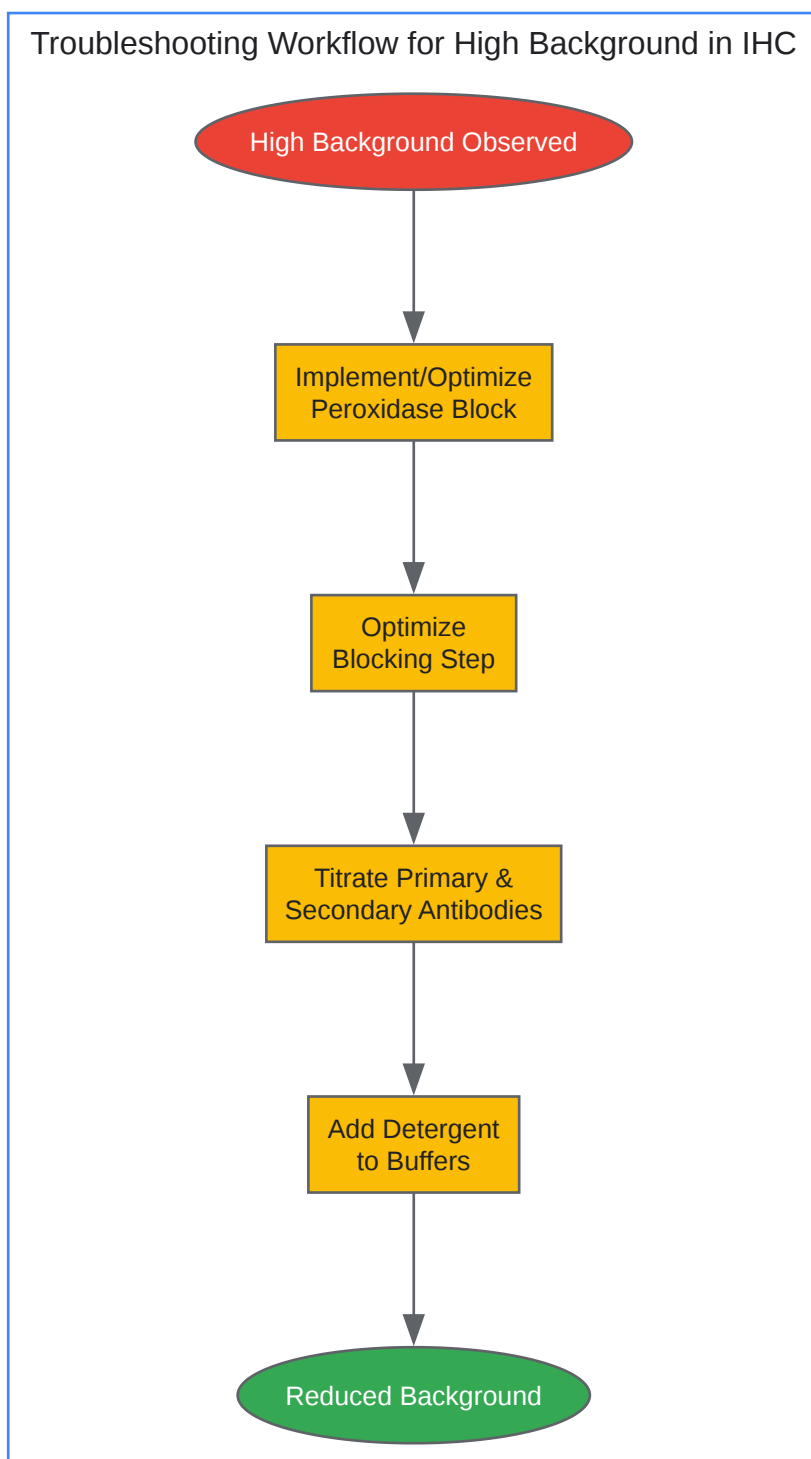 Troubleshooting Workflow for High Background in IHC
High Background Observed
Implement/Optimize
Peroxidase Block
Optimize
Blocking Step
Titrate Primary &
Secondary Antibodies
Add Detergent
to Buffers
Reduced Background